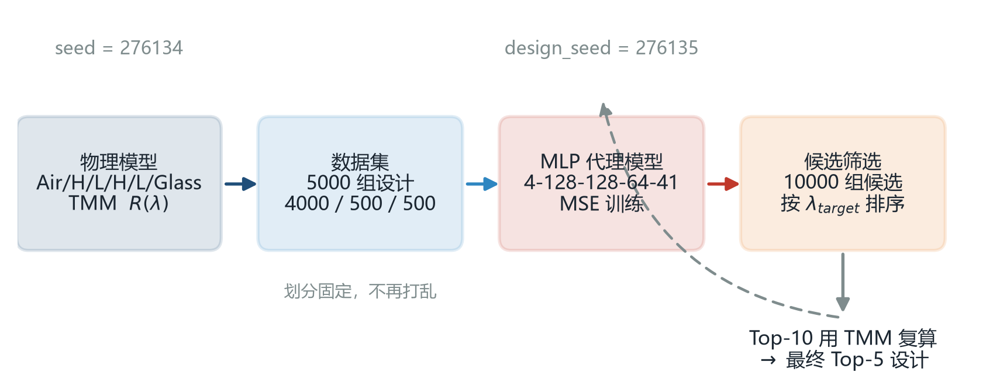 seed = 276134
design_seed = 276135
物理模型
Air/H/L/H/L/Glass
TMM R(λ)
数据集
5000 组设计
4000 / 500 / 500
MLP 代理模型
4-128-128-64-41
MSE 训练
候选筛选
10000 组候选
按 λ_target 排序
划分固定，不再打乱
Top-10 用 TMM 复算
→ 最终 Top-5 设计